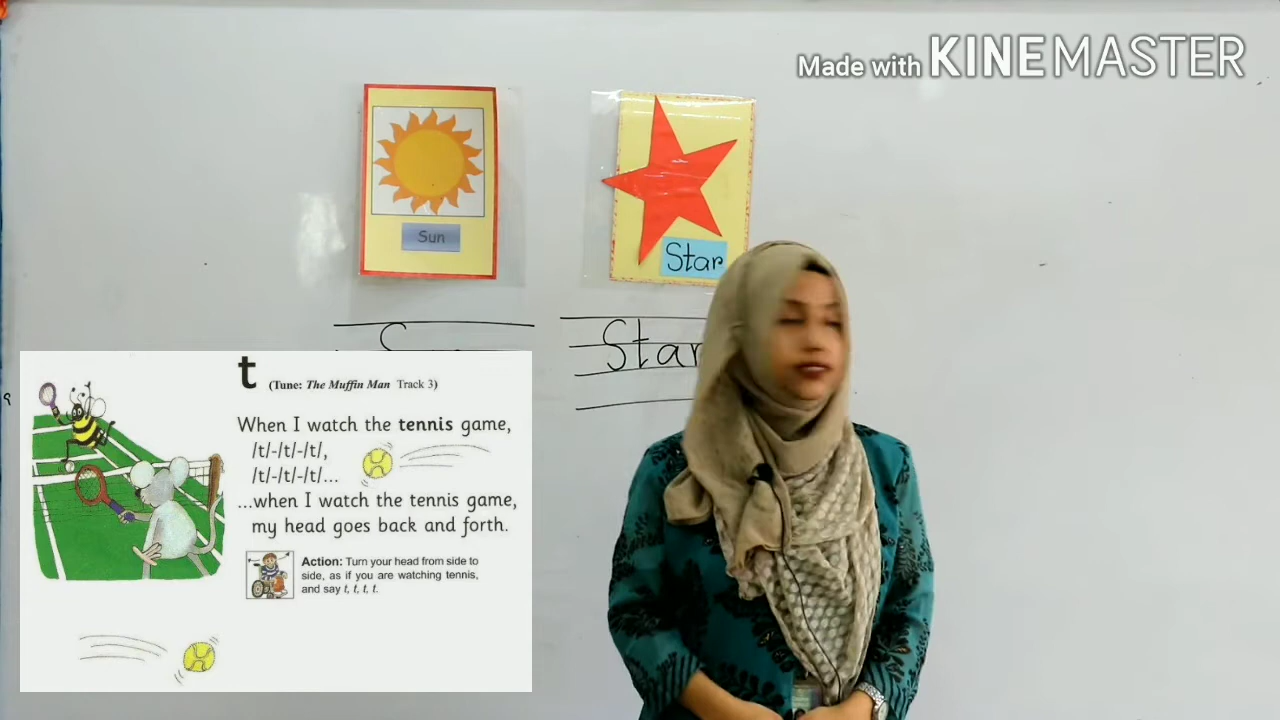 Made with KINEMASTER
Sun
Star
Star
t
(Tune: The Muffin Man Track 3)
When I watch the tennis game,
/t/-/t/-/t/,
/t/-/t/-/t/...
...when I watch the tennis game,
my head goes back and forth.
Action: Turn your head from side to
side, as if you are watching tennis,
and say t, t, t, t.